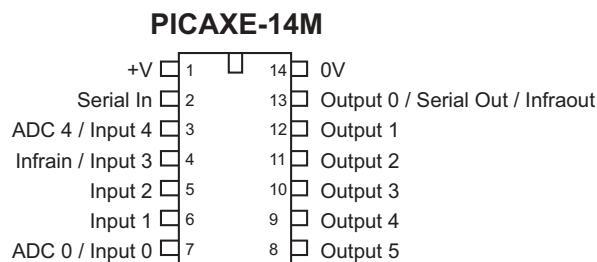 PICAXE-14M
+V 1 14 0V
Serial In 2 13 Output 0 / Serial Out / Infraout
ADC 4 / Input 4 3 12 Output 1
Infrain / Input 3 4 11 Output 2
Input 2 5 10 Output 3
Input 1 6 9 Output 4
ADC 0 / Input 0 7 8 Output 5